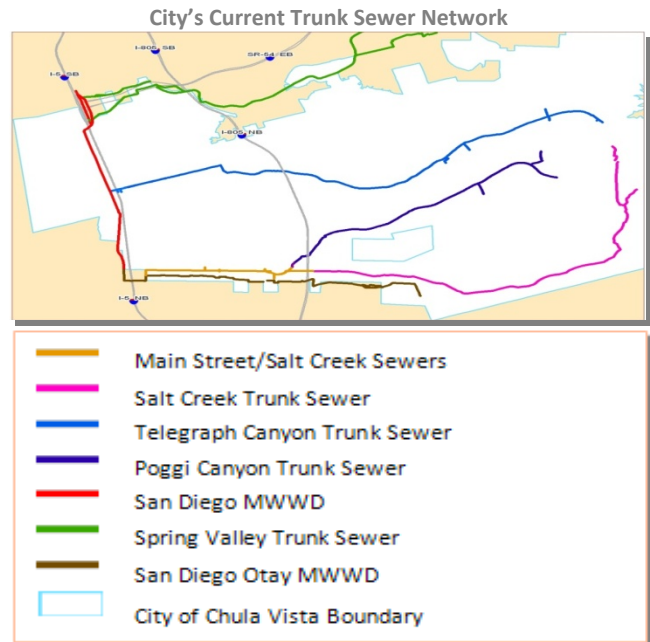 City’s Current Trunk Sewer Network
I-805 SB
SR-54/EB
I-5 SB
I-805/NB
I-5 NB
Main Street/Salt Creek Sewers
Salt Creek Trunk Sewer
Telegraph Canyon Trunk Sewer
Poggi Canyon Trunk Sewer
San Diego MWWD
Spring Valley Trunk Sewer
San Diego Otay MWWD
City of Chula Vista Boundary